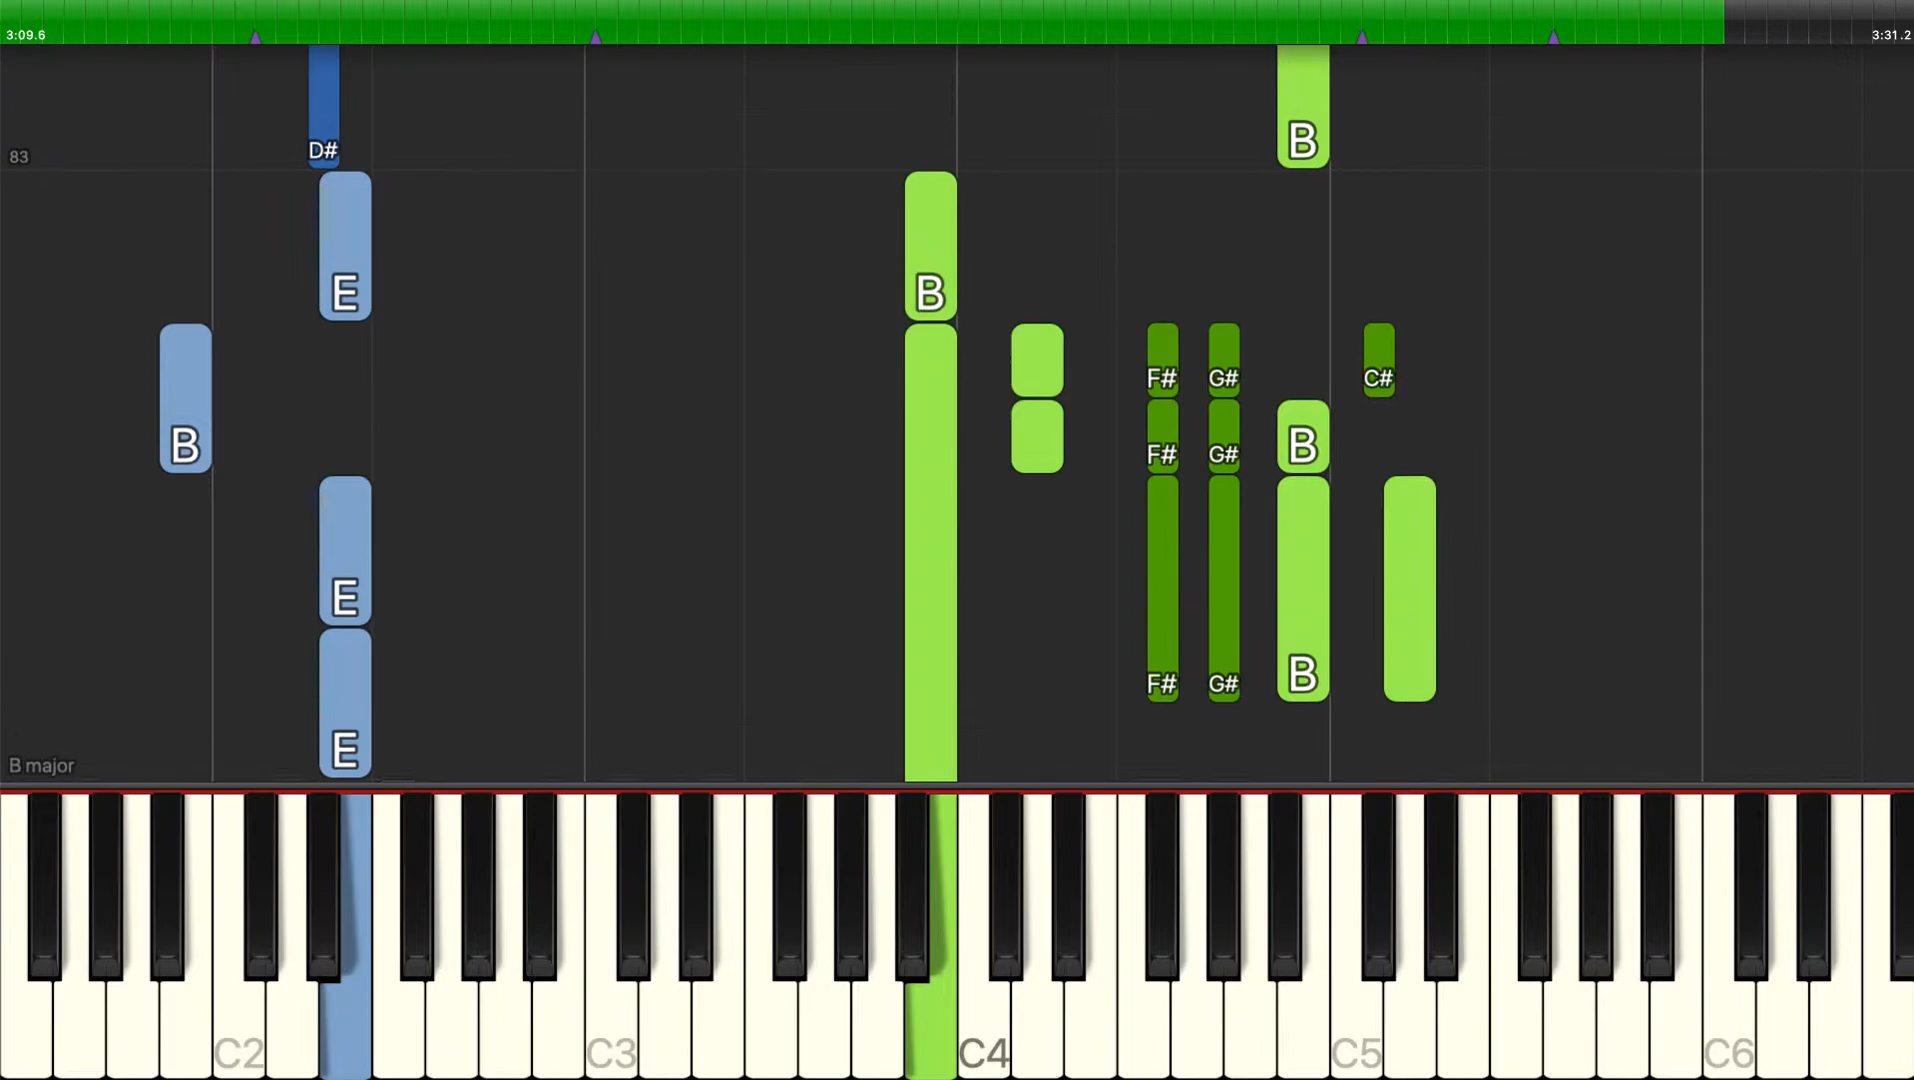 3:09.6 3:31.2
D# B
83
E B
F# G# C#
B F# G# B
E
F# G# B
E
B major
C2 C3 C4 C5 C6